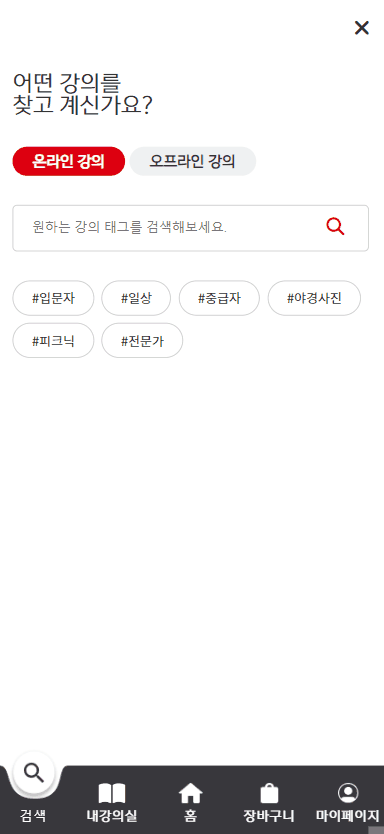 어떤 강의를
찾고 계신가요?
온라인 강의 오프라인 강의
원하는 강의 태그를 검색해보세요.
#입문자 #일상 #중급자 #야경사진
#피크닉 #전문가
검색 내강의실 홈 장바구니 마이페이지